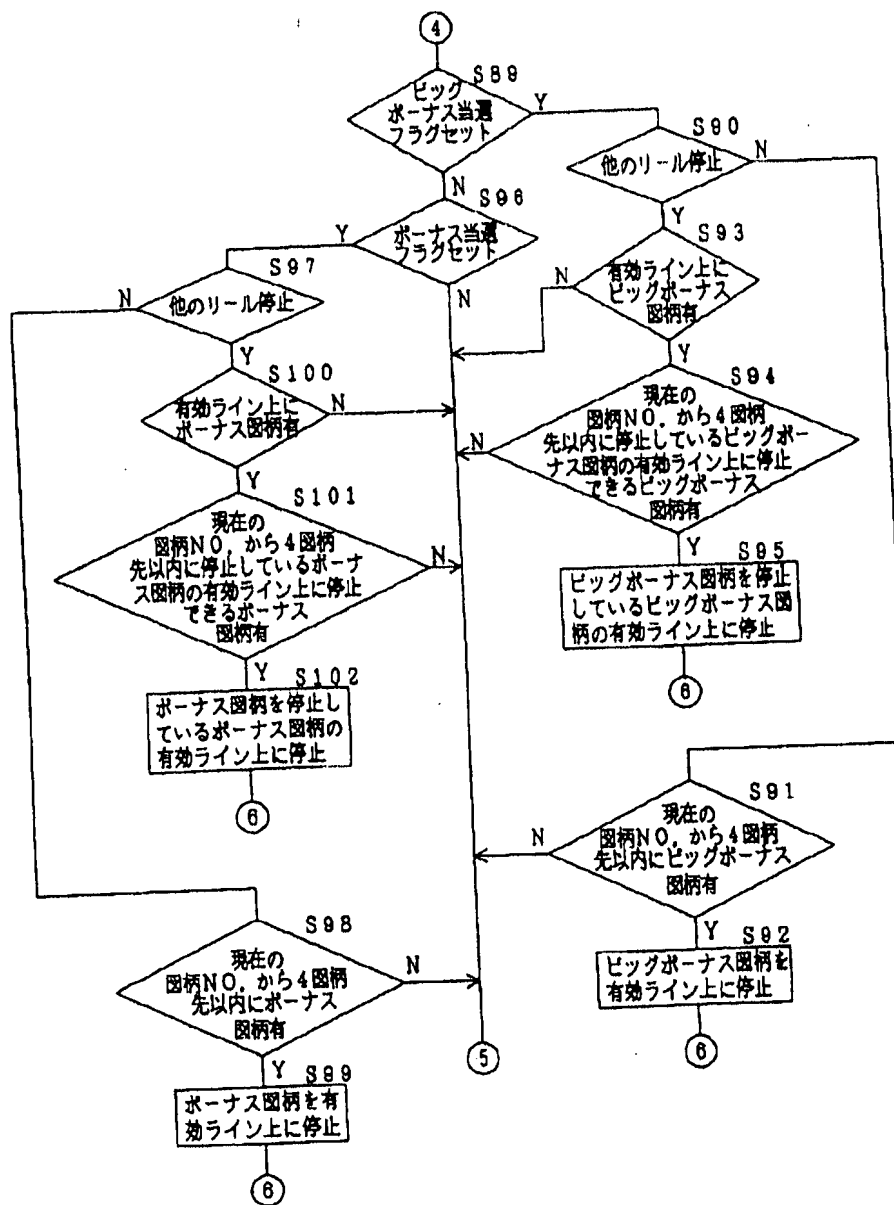 ④
S89
ビッグ
ボーナス当選
フラグセット
Y
N
S90
他のリール停止
N
Y
S96
ボーナス当選
フラグセット
Y
N
S93
有効ライン上に
ビッグボーナス
図柄有
N
Y
S97
他のリール停止
N
Y
S100
有効ライン上に
ボーナス図柄有
N
Y
S94
現在の
図柄NO.から4図柄
先以内に停止しているビッグボー
ナス図柄の有効ライン上に停止
できるビッグボーナス
図柄有
N
Y
S101
現在の
図柄NO.から4図柄
先以内に停止しているボーナ
ス図柄の有効ライン上に停止
できるボーナス
図柄有
N
Y
S95
ビッグボーナス図柄を停止
しているビッグボーナス図
柄の有効ライン上に停止
⑥
S102
ボーナス図柄を停止し
ているボーナス図柄の
有効ライン上に停止
⑥
S91
現在の
図柄NO.から4図柄
先以内にビッグボーナス
図柄有
N
Y
S92
ビッグボーナス図柄を
有効ライン上に停止
⑥
S98
現在の
図柄NO.から4図柄
先以内にボーナス
図柄有
N
Y
⑤
S99
ボーナス図柄を有
効ライン上に停止
⑥